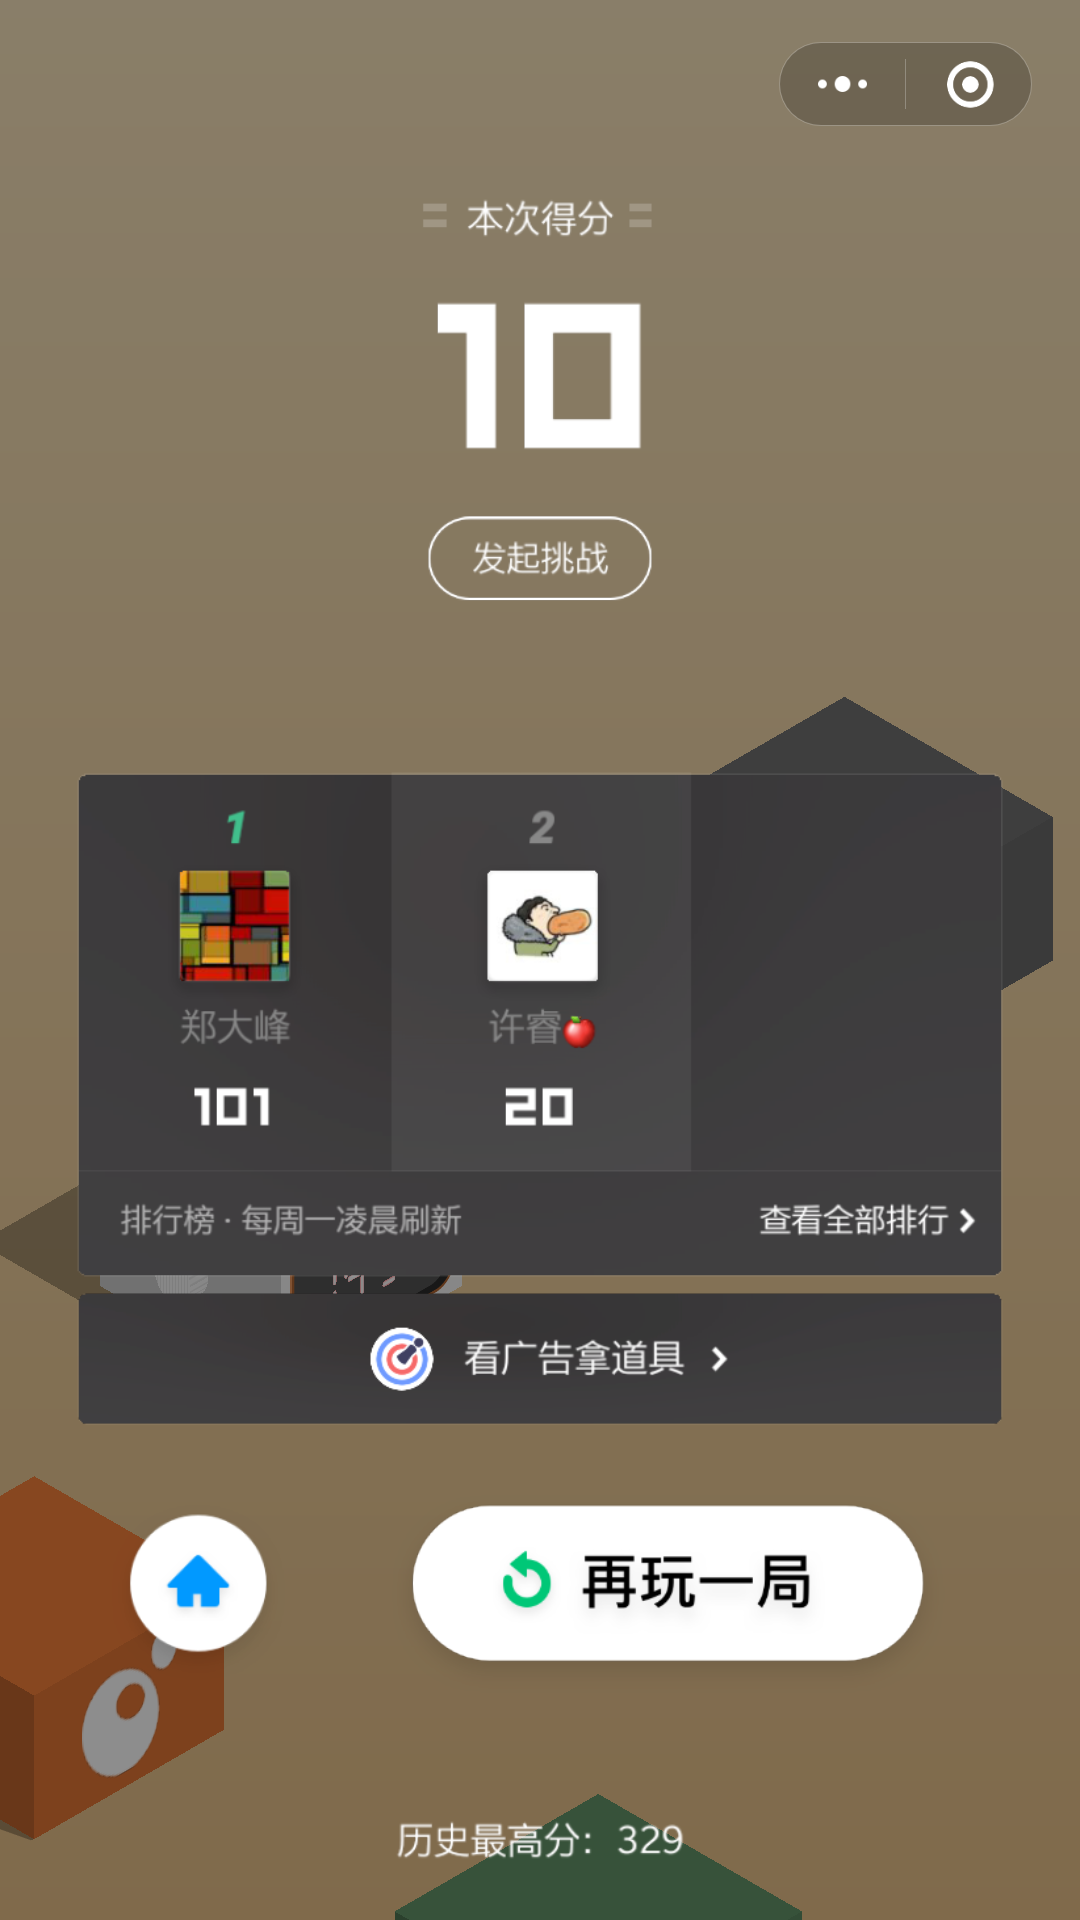 本次得分
10
发起挑战
1
2
郑大峰
许睿🍎
101
20
排行榜 · 每周一凌晨刷新
查看全部排行
看广告拿道具
再玩一局
历史最高分：329